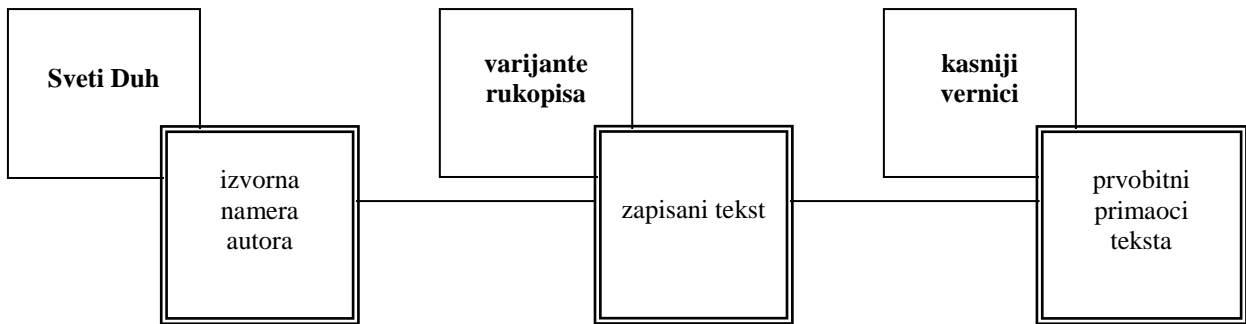 Sveti Duh
varijante
rukopisa
kasniji
vernici
izvorna
namera
autora
zapisani tekst
prvobitni
primaoci
teksta